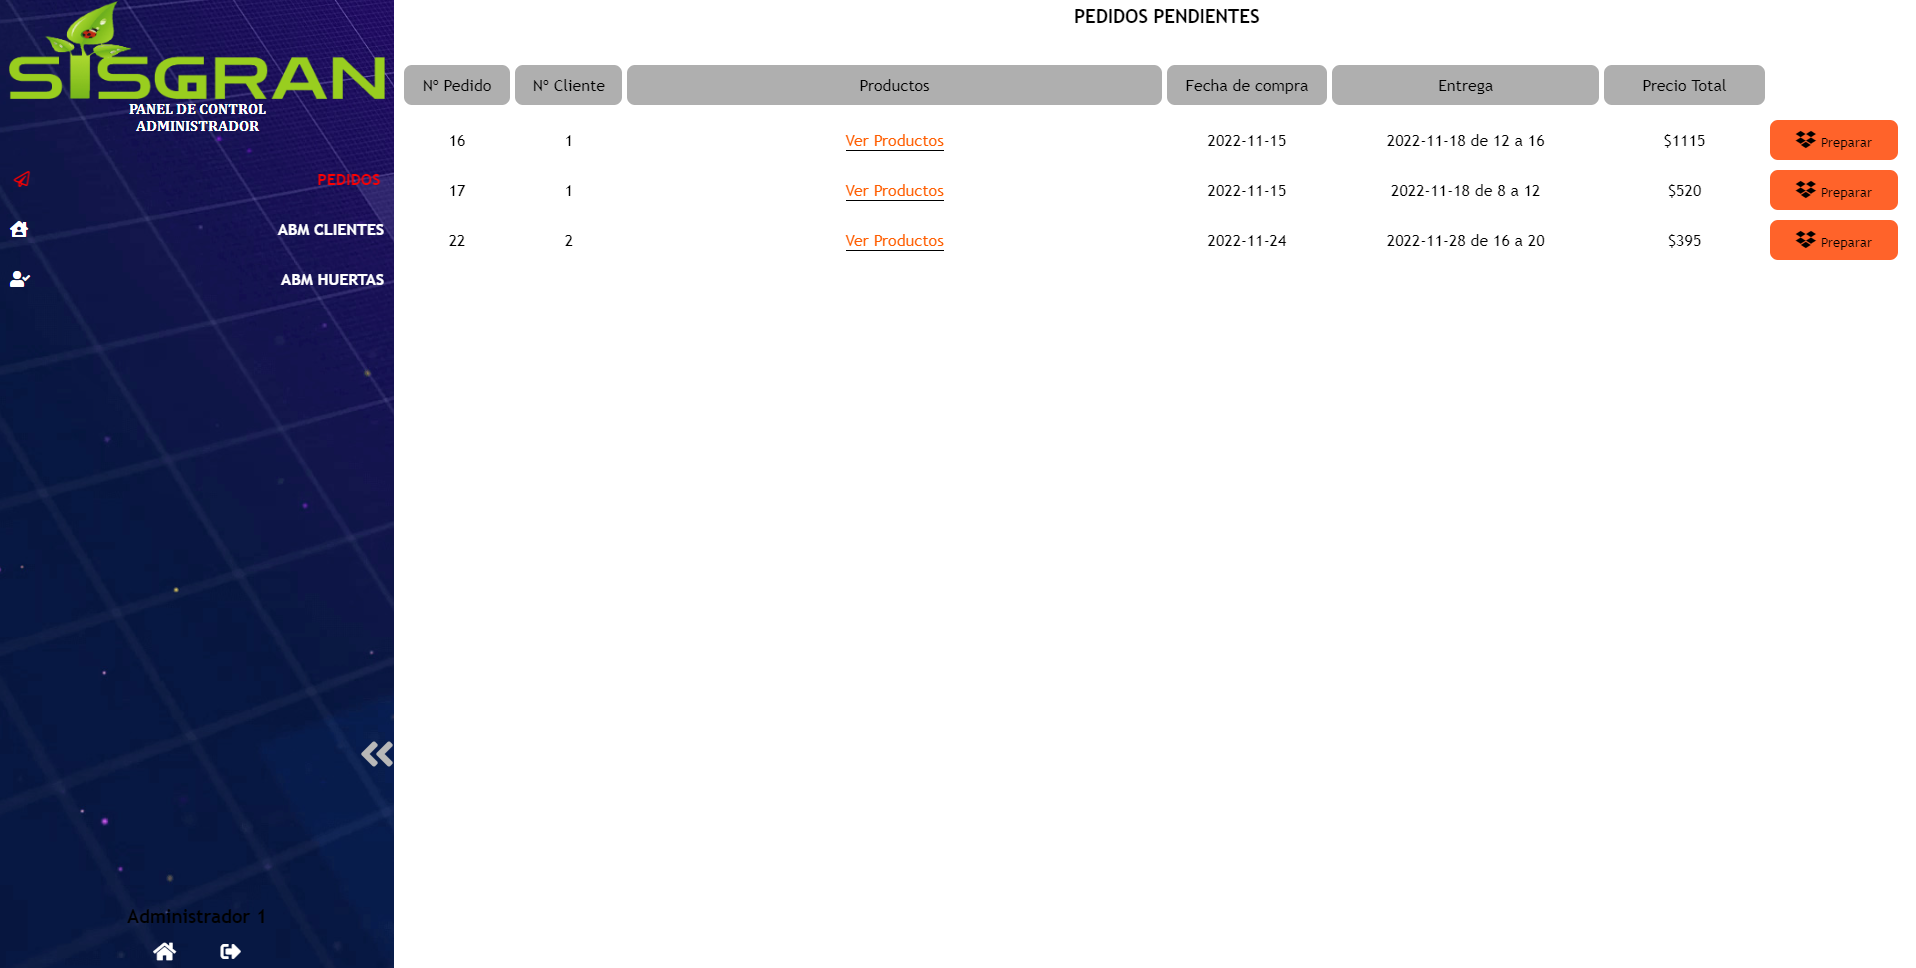 SISGRAN
PANEL DE CONTROL
ADMINISTRADOR
PEDIDOS
ABM CLIENTES
ABM HUERTAS
Administrador 1
PEDIDOS PENDIENTES
Nº Pedido Nº Cliente Productos Fecha de compra Entrega Precio Total
16 1 Ver Productos 2022-11-15 2022-11-18 de 12 a 16 $1115 Preparar
17 1 Ver Productos 2022-11-15 2022-11-18 de 8 a 12 $520 Preparar
22 2 Ver Productos 2022-11-24 2022-11-28 de 16 a 20 $395 Preparar